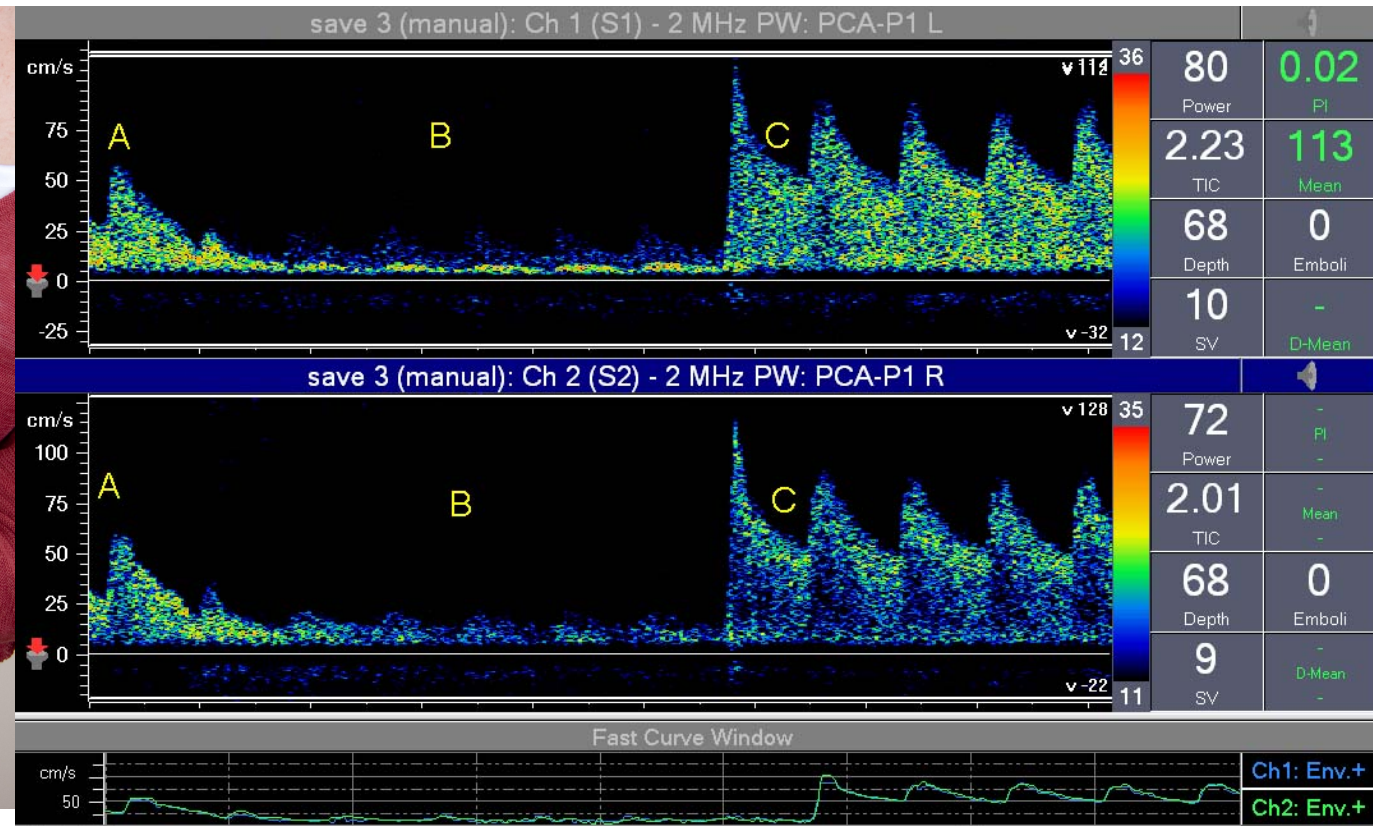 save 3 (manual): Ch 1 (S1) - 2 MHz PW: PCA-P1 L
cm/s
75
50
25
0
-25
A
B
C
v 114
v -32
36
12
80
Power
0.02
PI
2.23
TIC
113
Mean
68
Depth
0
Emboli
10
SV
-
D-Mean
save 3 (manual): Ch 2 (S2) - 2 MHz PW: PCA-P1 R
cm/s
100
75
50
25
0
A
B
C
v 128
v -22
35
11
72
Power
-
PI
-
2.01
TIC
-
Mean
-
68
Depth
0
Emboli
9
SV
-
D-Mean
-
Fast Curve Window
cm/s
50
Ch1: Env.+
Ch2: Env.+